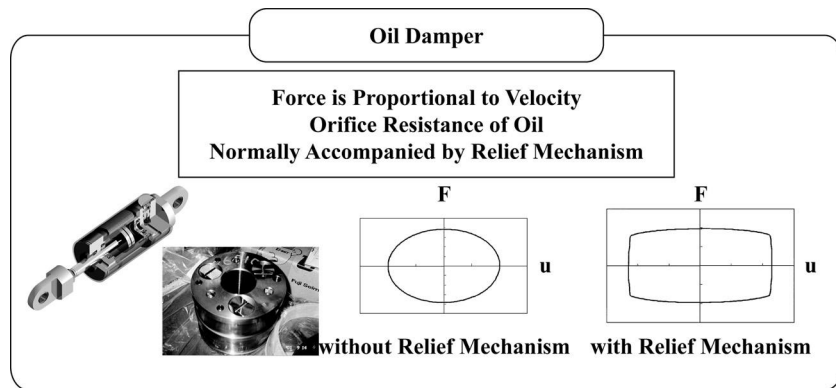 Oil Damper
Force is Proportional to Velocity
Orifice Resistance of Oil
Normally Accompanied by Relief Mechanism
F
F
u
u
without Relief Mechanism
with Relief Mechanism